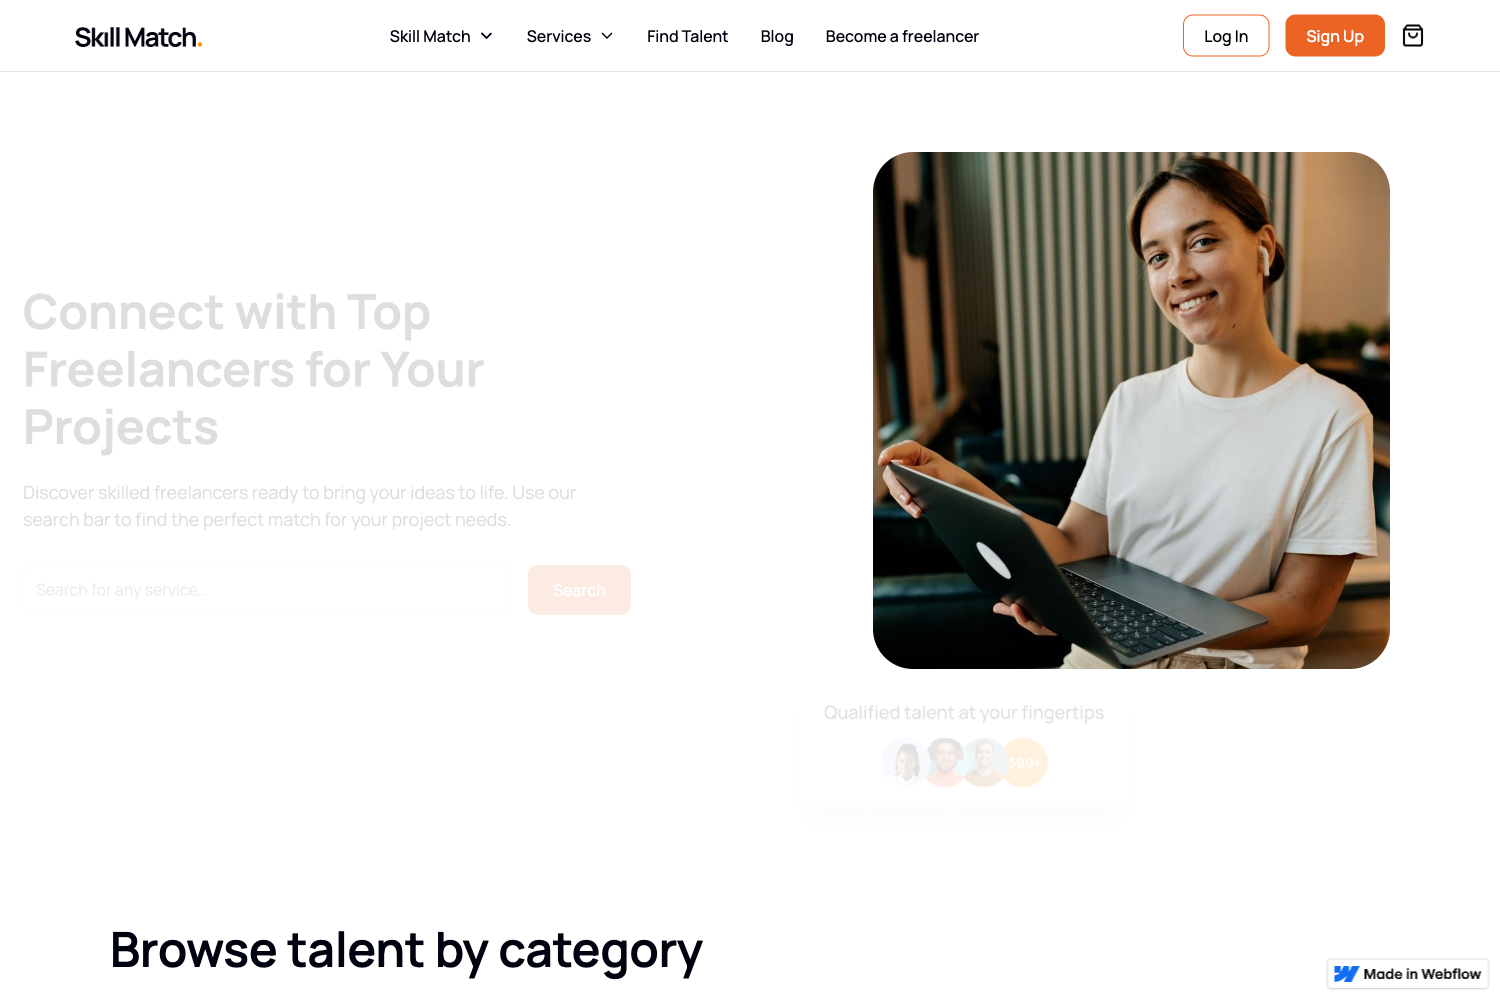 Skill Match.
Skill Match
Services
Find Talent
Blog
Become a freelancer
Log In
Sign Up
Connect with Top
Freelancers for Your
Projects
Discover skilled freelancers ready to bring your ideas to life. Use our
search bar to find the perfect match for your project needs.
Search for any service...
Search
Qualified talent at your fingertips
500+
Browse talent by category
Made in Webflow